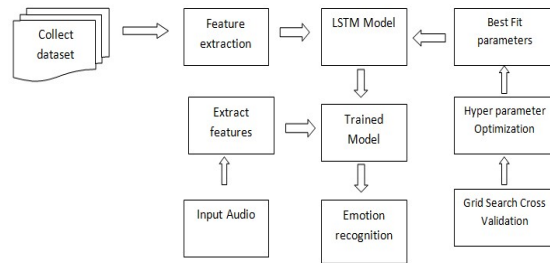 Collect
dataset
Feature
extraction
LSTM Model
Best Fit
parameters
Extract
features
Trained
Model
Hyper parameter
Optimization
Input Audio
Emotion
recognition
Grid Search Cross
Validation